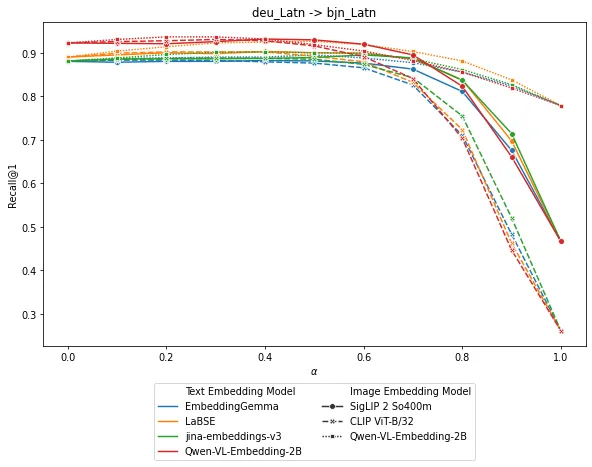 deu_Latn -> bjn_Latn
Recall@1
0.9
0.8
0.7
0.6
0.5
0.4
0.3
0.0 0.2 0.4 0.6 0.8 1.0
α
Text Embedding Model Image Embedding Model
EmbeddingGemma SigLIP 2 So400m
LaBSE CLIP ViT-B/32
jina-embeddings-v3 Qwen-VL-Embedding-2B
Qwen-VL-Embedding-2B